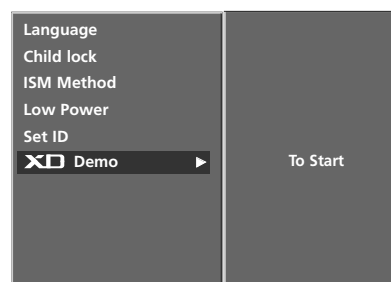 Language
Child lock
ISM Method
Low Power
Set ID
XD Demo
To Start